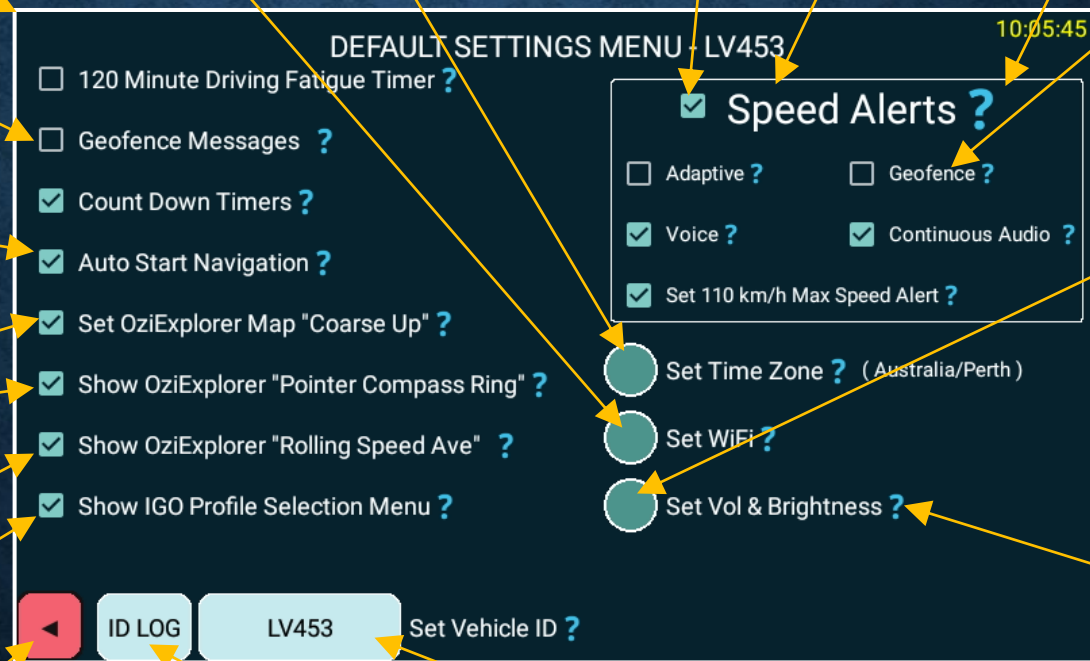 10:05:45
DEFAULT SETTINGS MENU - LV453
120 Minute Driving Fatigue Timer ?
Geofence Messages ?
Count Down Timers ?
Auto Start Navigation ?
Set OziExplorer Map "Coarse Up" ?
Show OziExplorer "Pointer Compass Ring" ?
Show OziExplorer "Rolling Speed Ave" ?
Show IGO Profile Selection Menu ?
Speed Alerts ?
Adaptive ?
Geofence ?
Voice ?
Continuous Audio ?
Set 110 km/h Max Speed Alert ?
Set Time Zone ? ( Australia/Perth )
Set WiFi ?
Set Vol & Brightness ?
ID LOG
LV453
Set Vehicle ID ?